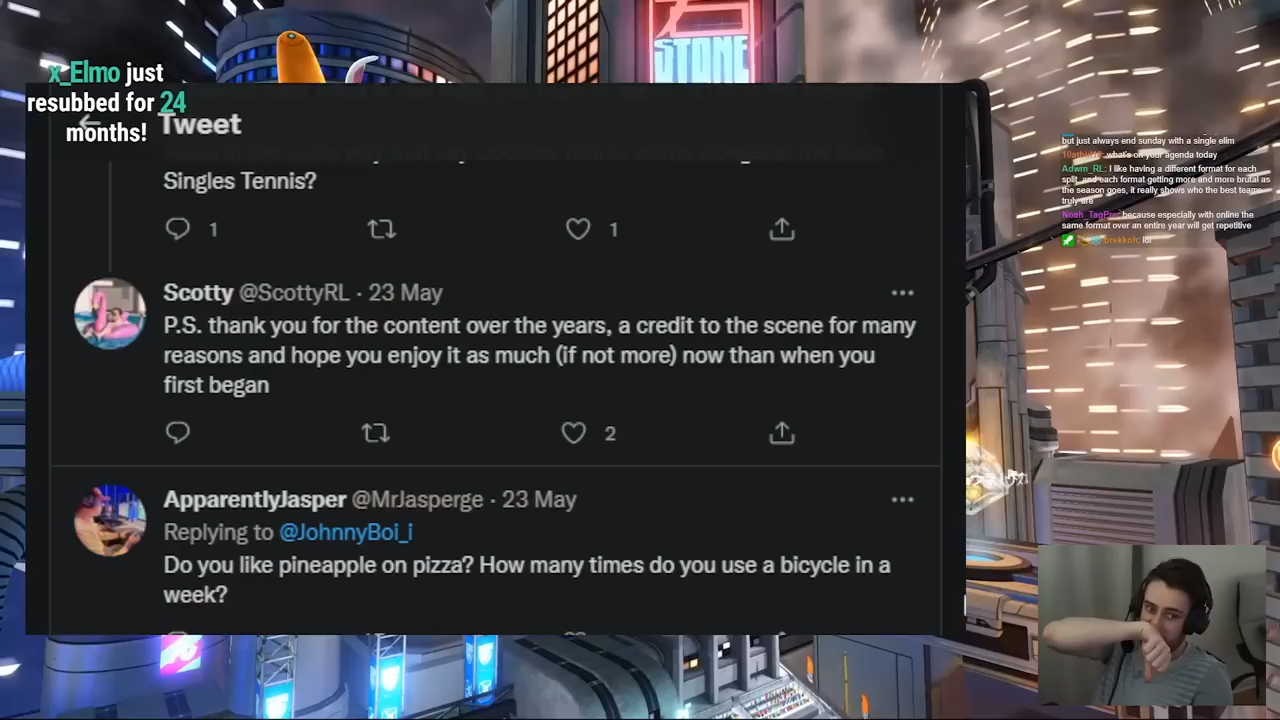 STONE
x_Elmo just
resubbed for 24
months!
Tweet
Singles Tennis?
1
1
Scotty @ScottyRL · 23 May
P.S. thank you for the content over the years, a credit to the scene for many
reasons and hope you enjoy it as much (if not more) now than when you
first began
2
ApparentlyJasper @MrJasperge · 23 May
Replying to @JohnnyBoi_i
Do you like pineapple on pizza? How many times do you use a bicycle in a
week?
but just always end sunday with a single elim
what's on your agenda today
Adwm_RL: I like having a different format for each
split, and each format getting more and more brutal as
the season goes, it really shows who the best teams
truly are
Noah_TagPro: because especially with online the
same format over an entire year will get repetitive
brekkoh: lol